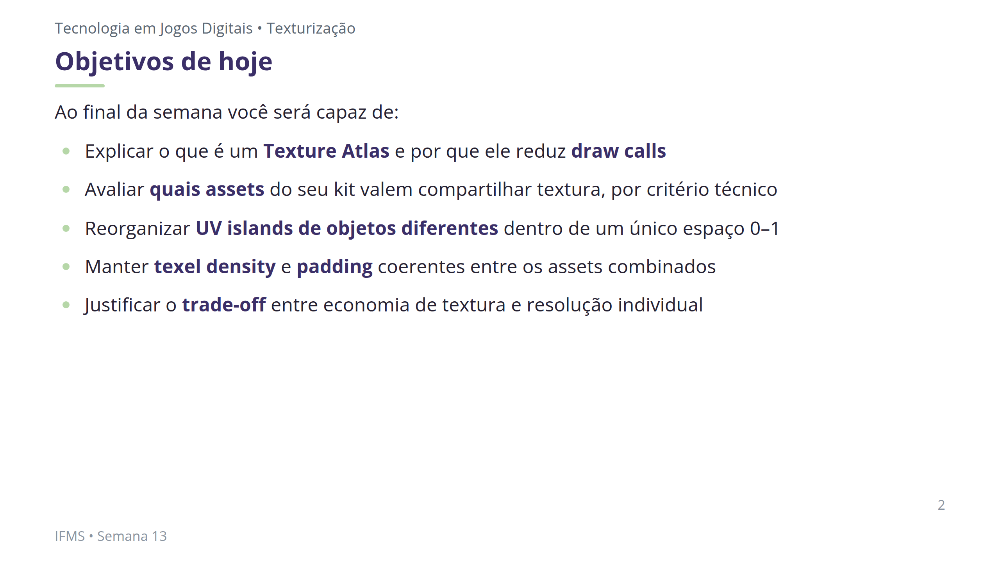 Tecnologia em Jogos Digitais • Texturização
Objetivos de hoje
Ao final da semana você será capaz de:
• Explicar o que é um Texture Atlas e por que ele reduz draw calls
• Avaliar quais assets do seu kit valem compartilhar textura, por critério técnico
• Reorganizar UV islands de objetos diferentes dentro de um único espaço 0–1
• Manter texel density e padding coerentes entre os assets combinados
• Justificar o trade-off entre economia de textura e resolução individual
2
IFMS • Semana 13